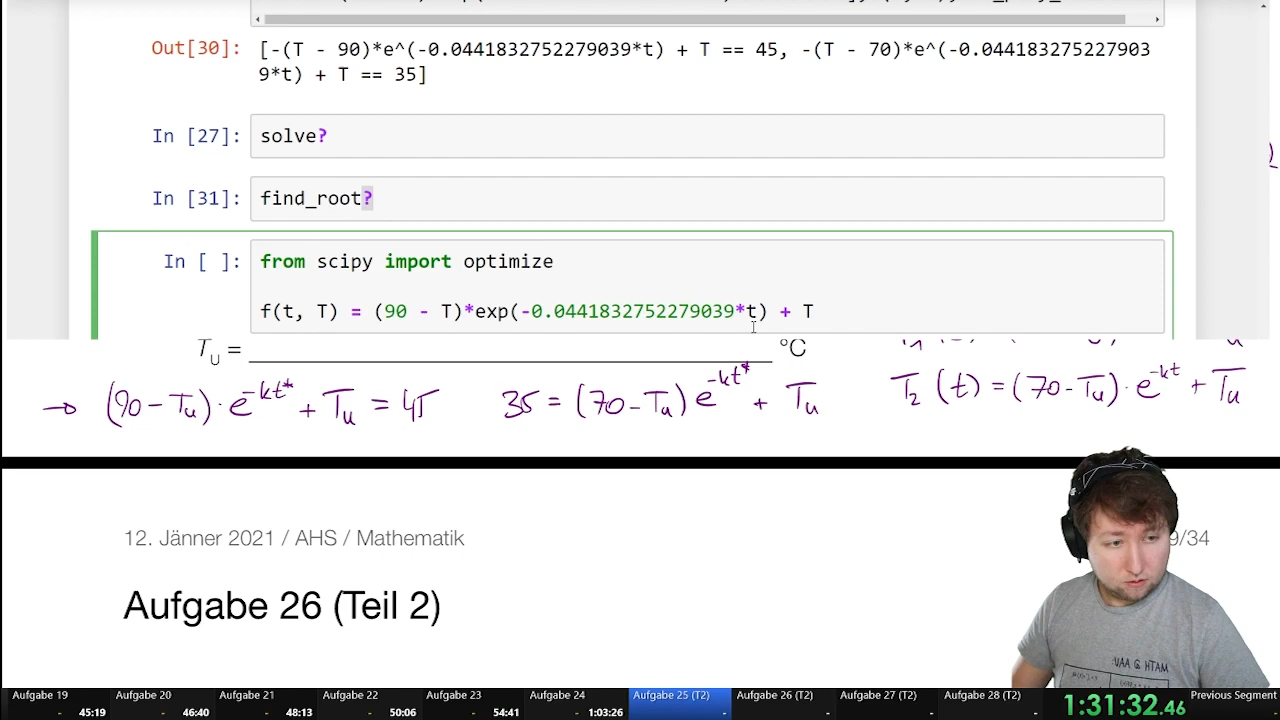 Out[30]: [-(T - 90)*e^(-0.0441832752279039*t) + T == 45, -(T - 70)*e^(-0.044183275227903
9*t) + T == 35]
In [27]: solve?
In [31]: find_root?
In [ ]: from scipy import optimize
f(t, T) = (90 - T)*exp(-0.0441832752279039*t) + T
T_U = °C
→ (90 - T_u) · e^{-kt*} + T_u = 45 35 = (70 - T_u) e^{-kt*} + T_u T_2 (t) = (70 - T_u) · e^{-kt} + T_u
12. Jänner 2021 / AHS / Mathematik 9/34
Aufgabe 26 (Teil 2)
Aufgabe 19 Aufgabe 20 Aufgabe 21 Aufgabe 22 Aufgabe 23 Aufgabe 24 Aufgabe 25 (T2) Aufgabe 26 (T2) Aufgabe 27 (T2) Aufgabe 28 (T2) 1:31:32.46 Previous Segment
- 45:19 - 46:40 - 48:13 - 50:06 - 54:41 - 1:03:26 - - - - -